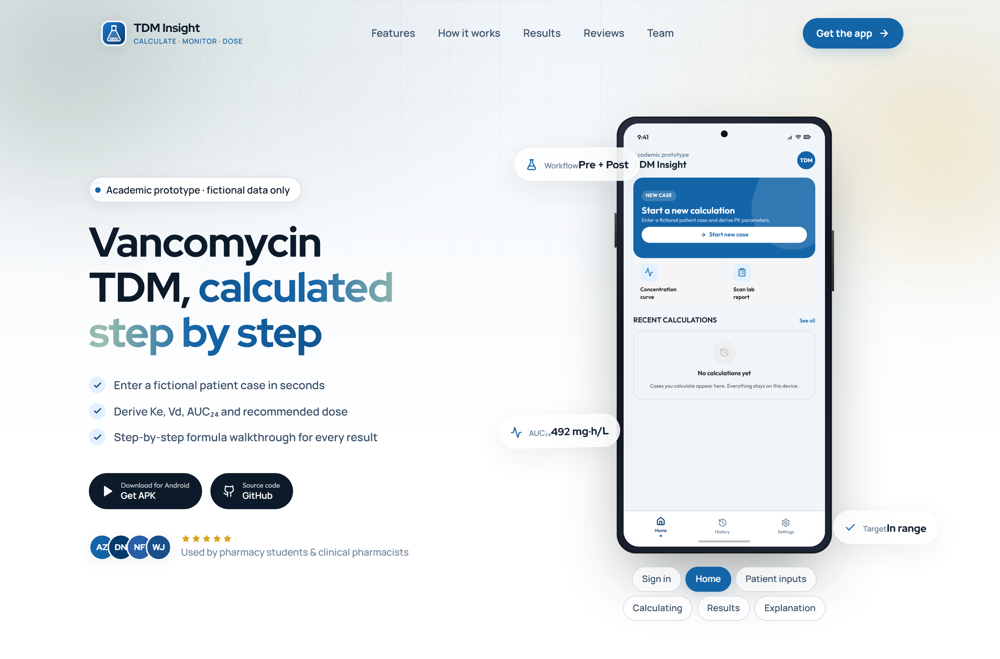 TDM Insight
CALCULATE · MONITOR · DOSE
Features
How it works
Results
Reviews
Team
Get the app
Academic prototype · fictional data only
Vancomycin
TDM, calculated
step by step
Enter a fictional patient case in seconds
Derive Ke, Vd, AUC₂₄ and recommended dose
Step-by-step formula walkthrough for every result
Download for Android
Get APK
Source code
GitHub
AZ
DN
NF
WJ
Used by pharmacy students & clinical pharmacists
Workflow Pre + Post
AUC₂₄ 492 mg·h/L
Target In range
9:41
Academic prototype
TDM Insight
TDM
NEW CASE
Start a new calculation
Enter a fictional patient case and derive PK parameters.
Start new case
Concentration
curve
Scan lab
report
RECENT CALCULATIONS
See all
No calculations yet
Cases you calculate appear here. Everything stays on this device.
Home
History
Settings
Sign in
Home
Patient inputs
Calculating
Results
Explanation